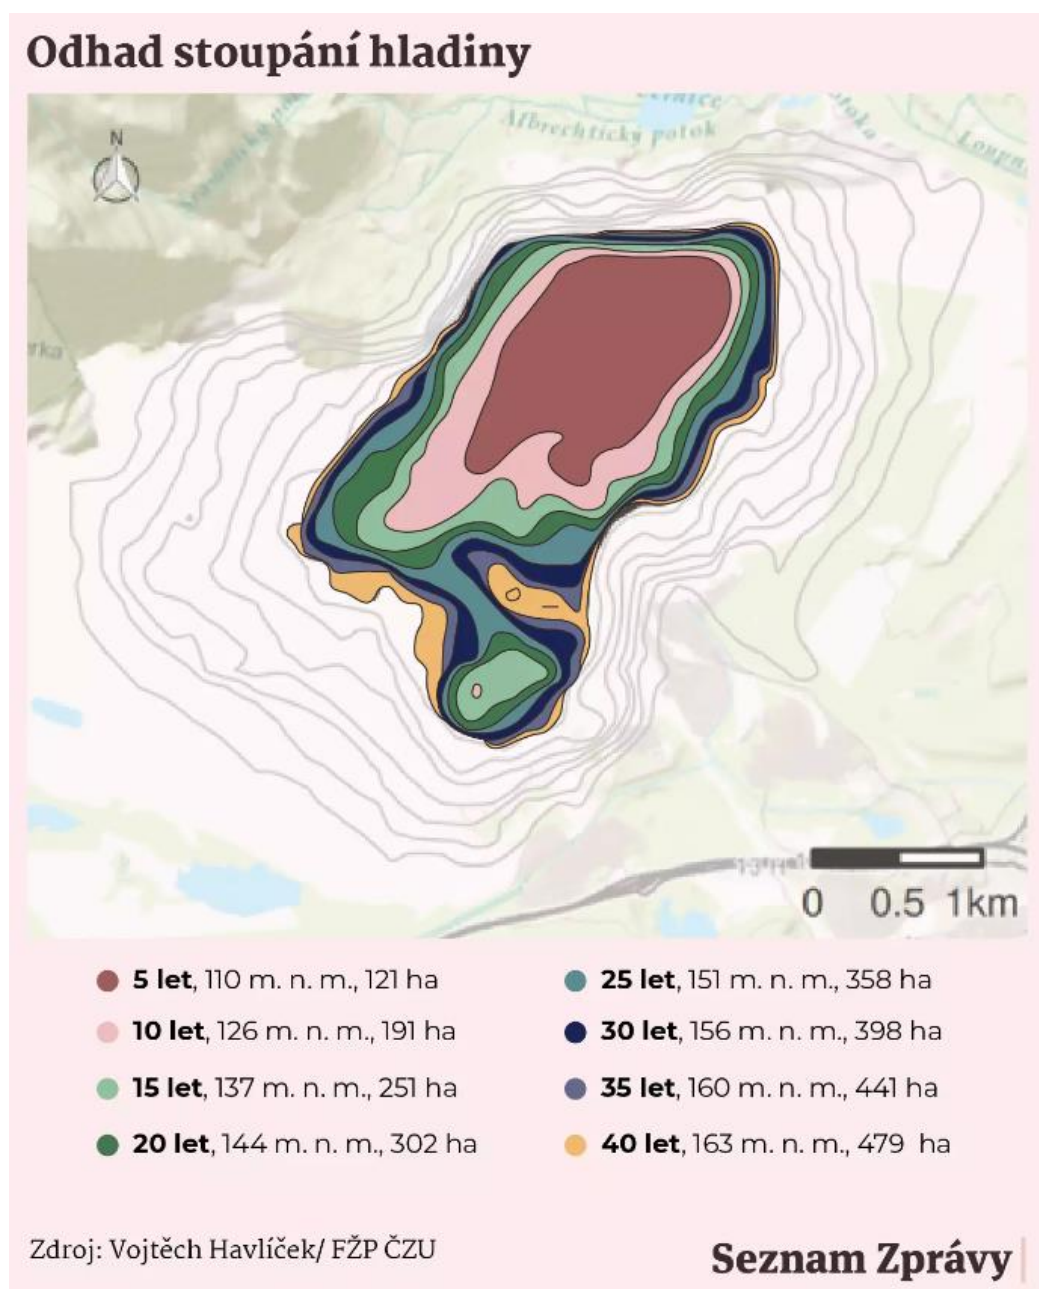 Odhad stoupání hladiny
Albrechtický potok
N
0 0.5 1km
5 let, 110 m. n. m., 121 ha
10 let, 126 m. n. m., 191 ha
15 let, 137 m. n. m., 251 ha
20 let, 144 m. n. m., 302 ha
25 let, 151 m. n. m., 358 ha
30 let, 156 m. n. m., 398 ha
35 let, 160 m. n. m., 441 ha
40 let, 163 m. n. m., 479 ha
Zdroj: Vojtěch Havlíček/ FŽP ČZU
Seznam Zprávy